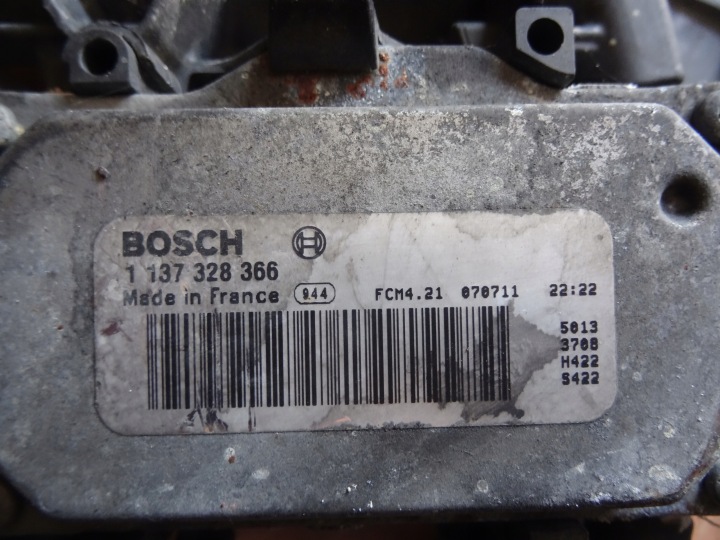 BOSCH
1 137 328 366
Made in France 944 FCM4.21 070711 22:22
5013
3708
H422
S422